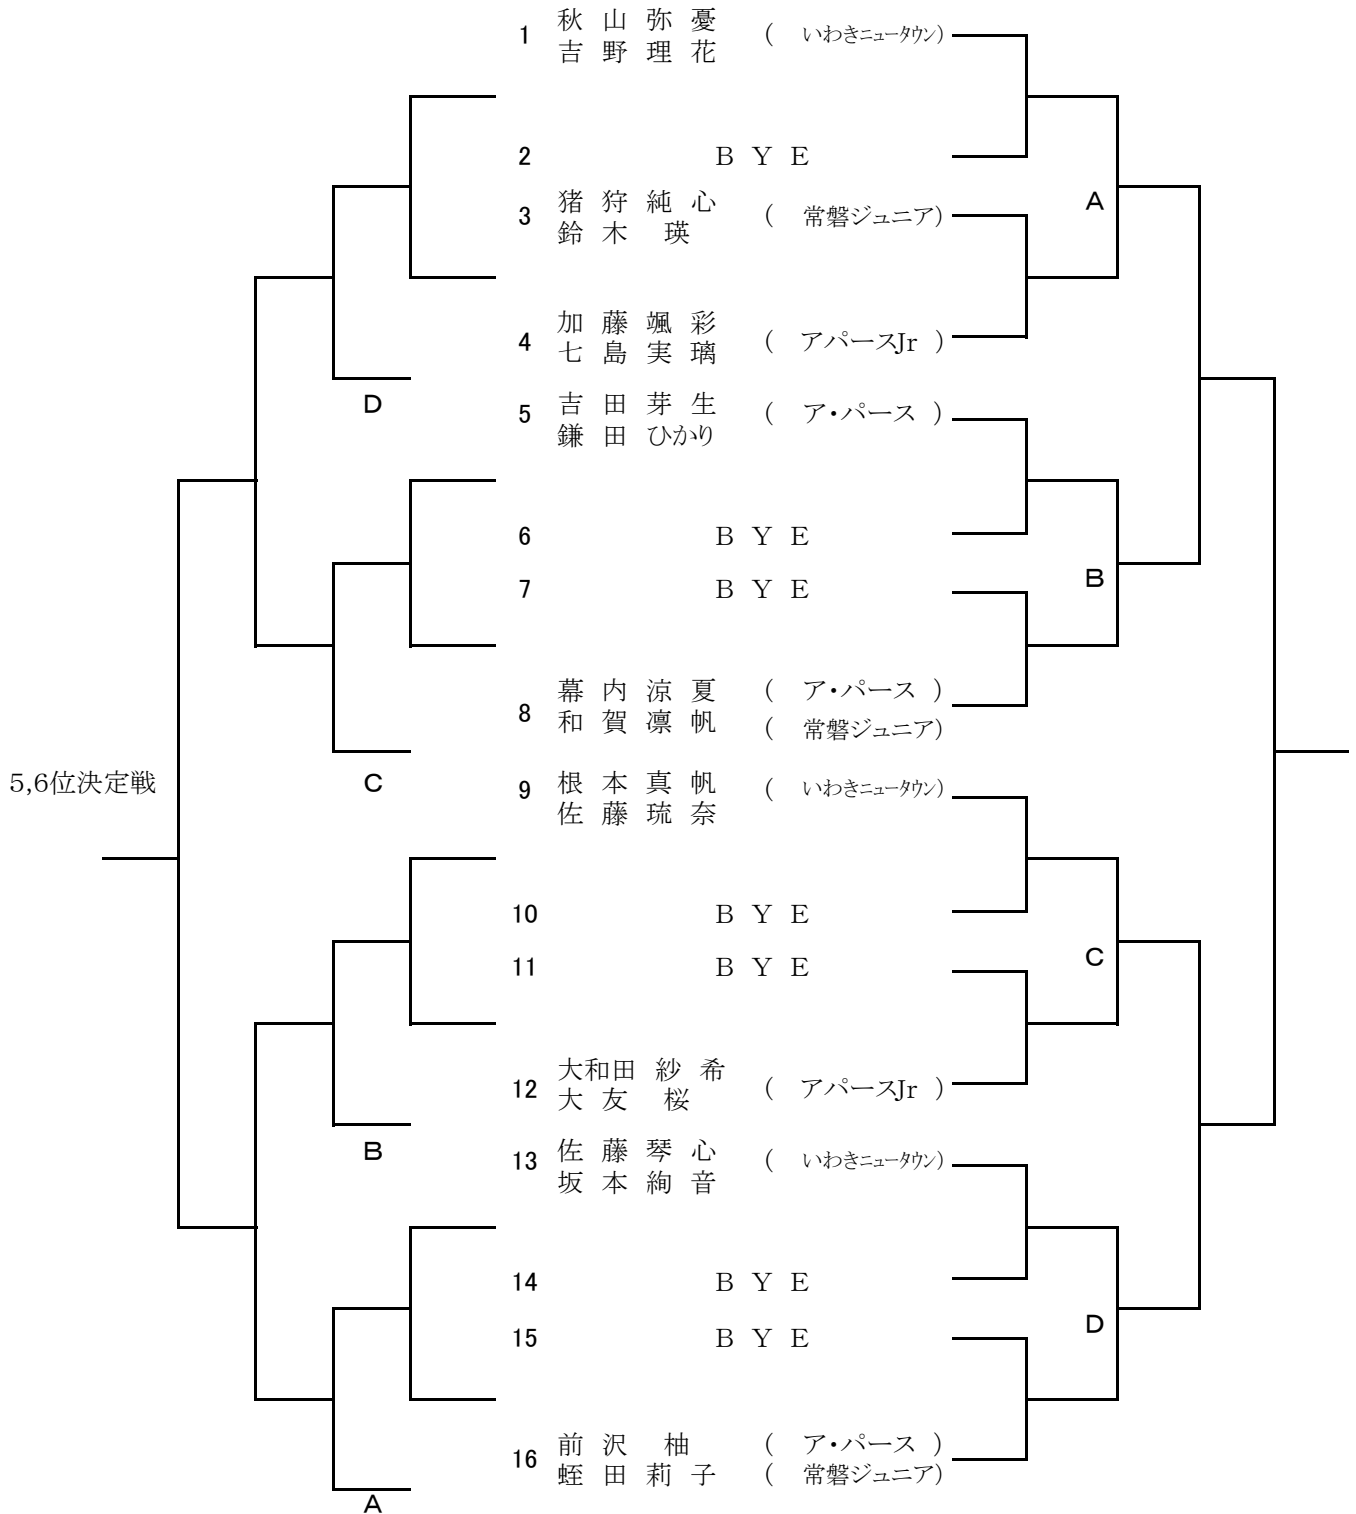 1 秋 山 弥 憂 ( いわきニュータウン)
吉 野 理 花
2 B Y E
A
3 猪 狩 純 心 ( 常磐ジュニア)
鈴 木 瑛
4 加 藤 颯 彩 ( アパースJr )
七 島 実 璃
D
5 吉 田 芽 生 ( ア・パース )
鎌 田 ひかり
6 B Y E
B
7 B Y E
8 幕 内 涼 夏 ( ア・パース )
和 賀 凛 帆 ( 常磐ジュニア)
5,6位決定戦
C
9 根 本 真 帆 ( いわきニュータウン)
佐 藤 琉 奈
10 B Y E
C
11 B Y E
12 大和田 紗 希 ( アパースJr )
大 友 桜
B
13 佐 藤 琴 心 ( いわきニュータウン)
坂 本 絢 音
14 B Y E
D
15 B Y E
16 前 沢 柚 ( ア・パース )
蛭 田 莉 子 ( 常磐ジュニア)
A